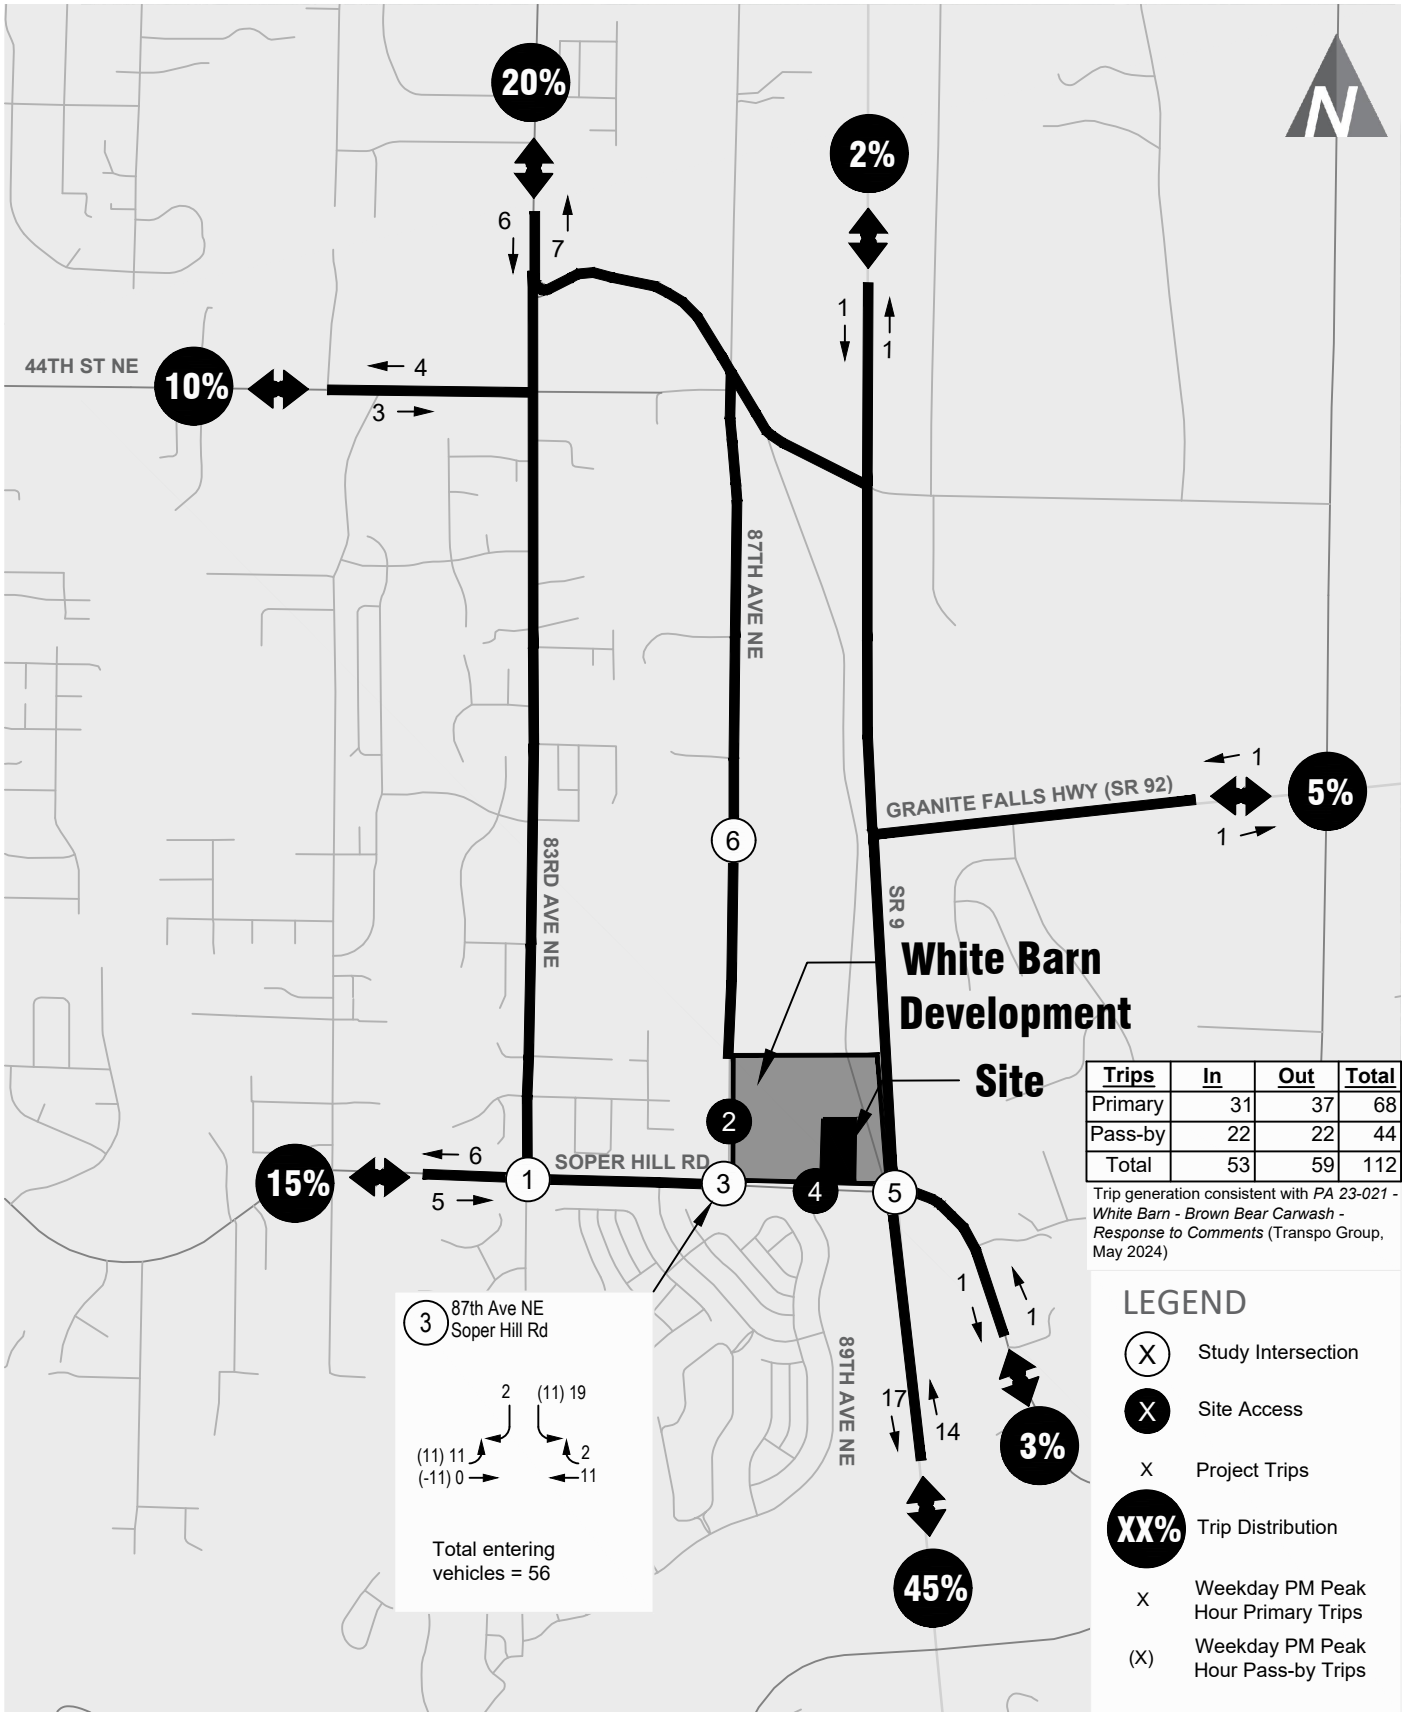 20%
2%
N
6
7
1
1
44TH ST NE
10%
4
3
87TH AVE NE
1
5%
GRANITE FALLS HWY (SR 92)
1
6
83RD AVE NE
SR 9
White Barn
Development
Site
Trips In Out Total
Primary 31 37 68
Pass-by 22 22 44
Total 53 59 112
Trip generation consistent with PA 23-021 -
White Barn - Brown Bear Carwash -
Response to Comments (Transpo Group,
May 2024)
2
15%
6
5
1
SOPER HILL RD
3
4
5
1
1
3 87th Ave NE
Soper Hill Rd
2 (11) 19
(11) 11 2
(-11) 0 11
Total entering
vehicles = 56
89TH AVE NE
17
14
3%
45%
LEGEND
X Study Intersection
X Site Access
X Project Trips
XX% Trip Distribution
X Weekday PM Peak
Hour Primary Trips
(X) Weekday PM Peak
Hour Pass-by Trips